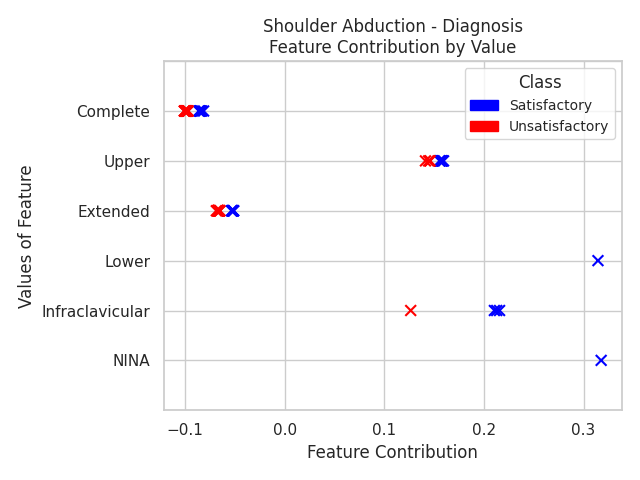 Shoulder Abduction - Diagnosis
Feature Contribution by Value
Class
Satisfactory
Unsatisfactory
Values of Feature
Complete
Upper
Extended
Lower
Infraclavicular
NINA
−0.1
0.0
0.1
0.2
0.3
Feature Contribution